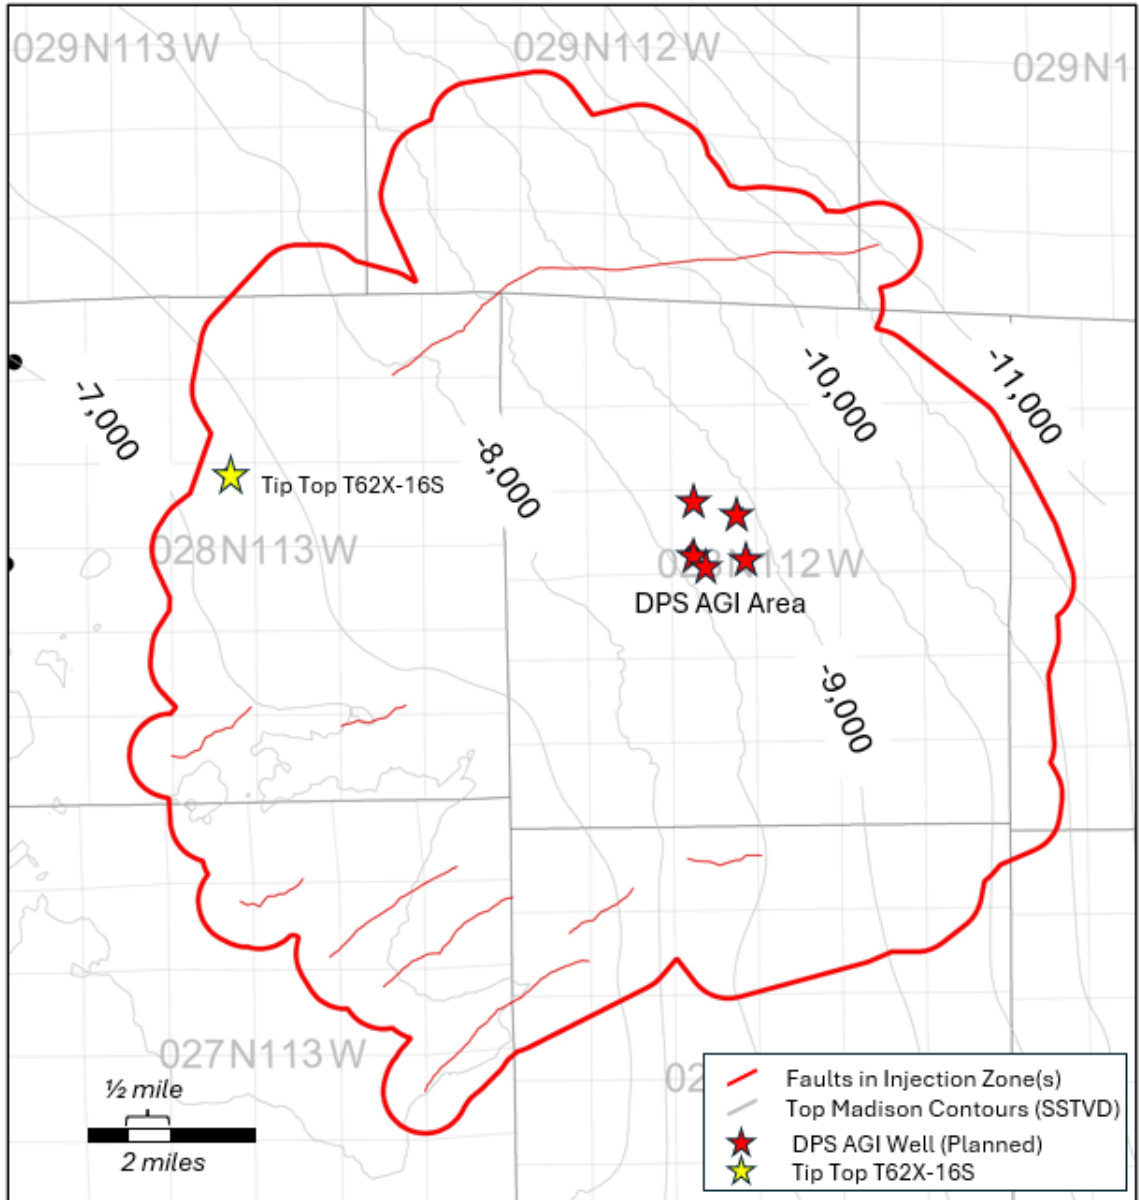 029N113W
029N112W
029N1
-7,000
-10,000
-11,000
-8,000
Tip Top T62X-16S
028N113W
112W
DPS AGI Area
-9,000
027N113W
02
½ mile
2 miles
Faults in Injection Zone(s)
Top Madison Contours (SSTVD)
DPS AGI Well (Planned)
Tip Top T62X-16S